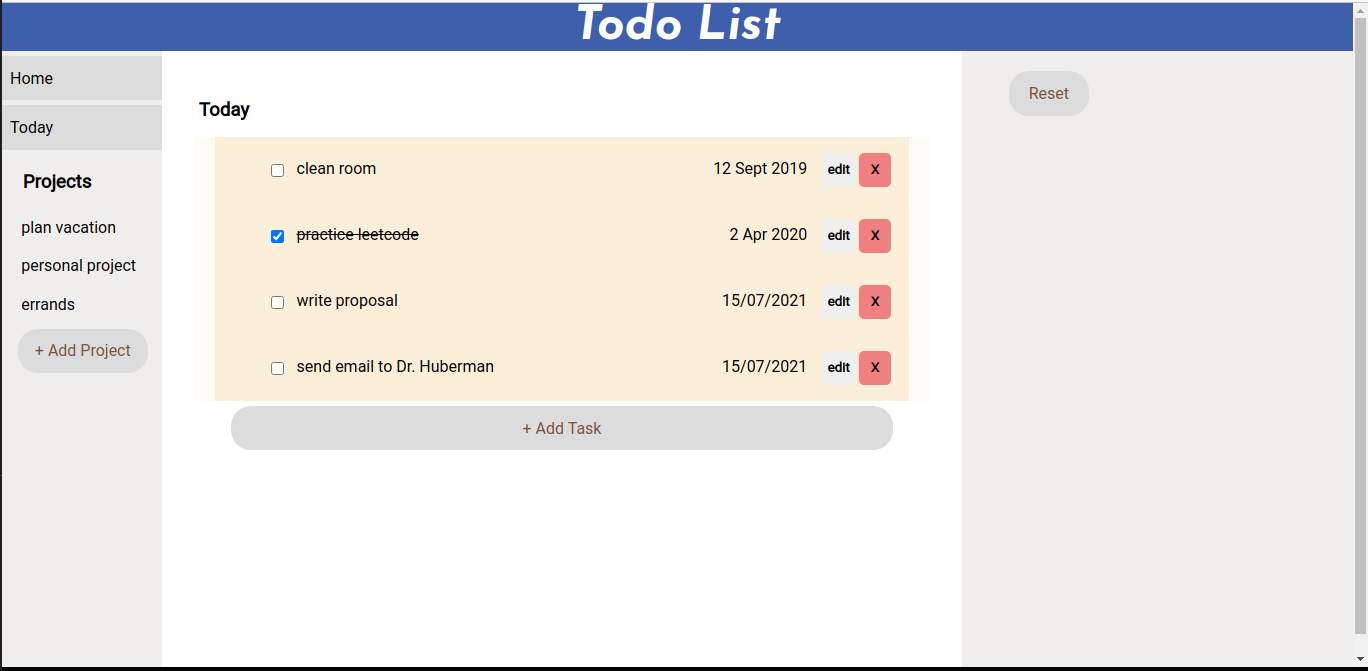 Todo List
Home
Today
Projects
plan vacation
personal project
errands
+ Add Project
Today
clean room 12 Sept 2019 edit X
practice leetcode 2 Apr 2020 edit X
write proposal 15/07/2021 edit X
send email to Dr. Huberman 15/07/2021 edit X
+ Add Task
Reset